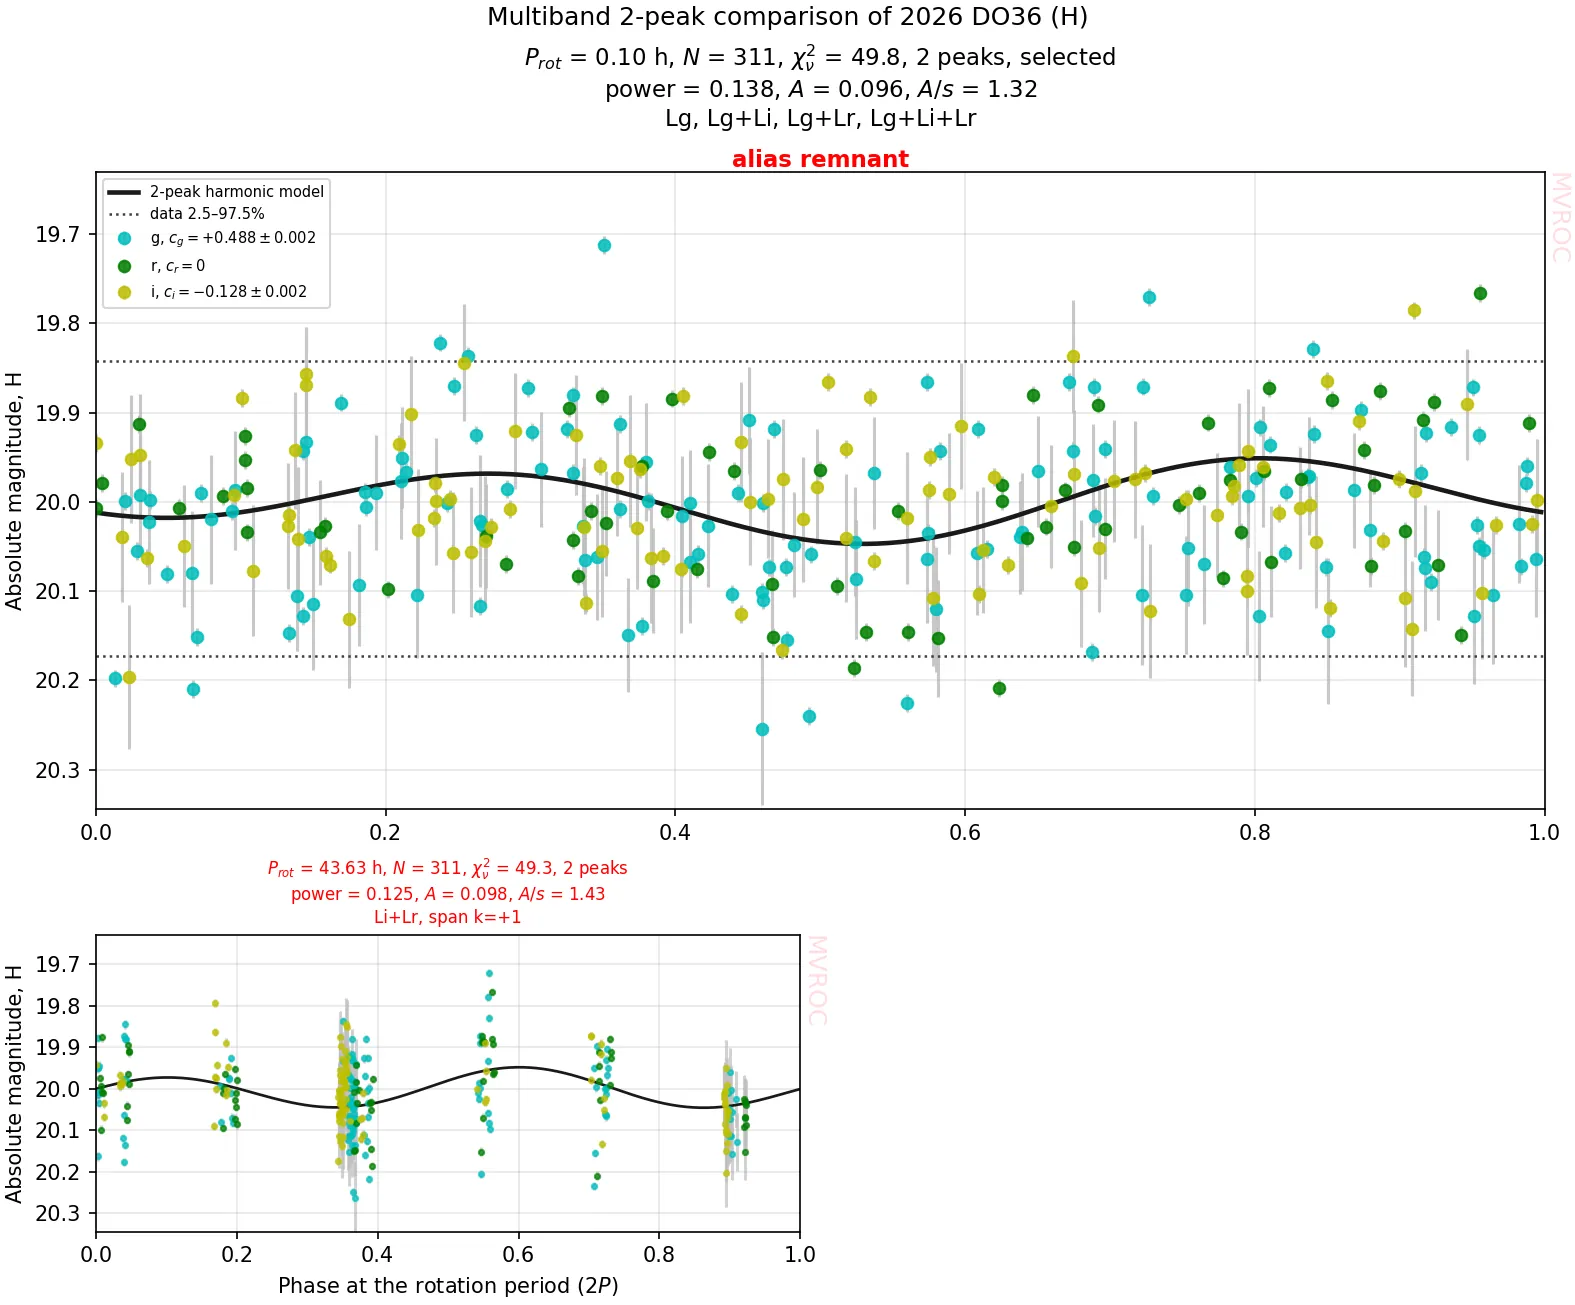 Multiband 2-peak comparison of 2026 DO36 (H)
P_rot = 0.10 h, N = 311, χ²_ν = 49.8, 2 peaks, selected
power = 0.138, A = 0.096, A/s = 1.32
Lg, Lg+Li, Lg+Lr, Lg+Li+Lr
alias remnant
2-peak harmonic model
data 2.5–97.5%
g, c_g = +0.488 ± 0.002
r, c_r = 0
i, c_i = −0.128 ± 0.002
MVROC
Absolute magnitude, H
19.7
19.8
19.9
20.0
20.1
20.2
20.3
0.0 0.2 0.4 0.6 0.8 1.0
P_rot = 43.63 h, N = 311, χ²_ν = 49.3, 2 peaks
power = 0.125, A = 0.098, A/s = 1.43
Li+Lr, span k=+1
MVROC
Absolute magnitude, H
19.7
19.8
19.9
20.0
20.1
20.2
20.3
0.0 0.2 0.4 0.6 0.8 1.0
Phase at the rotation period (2P)